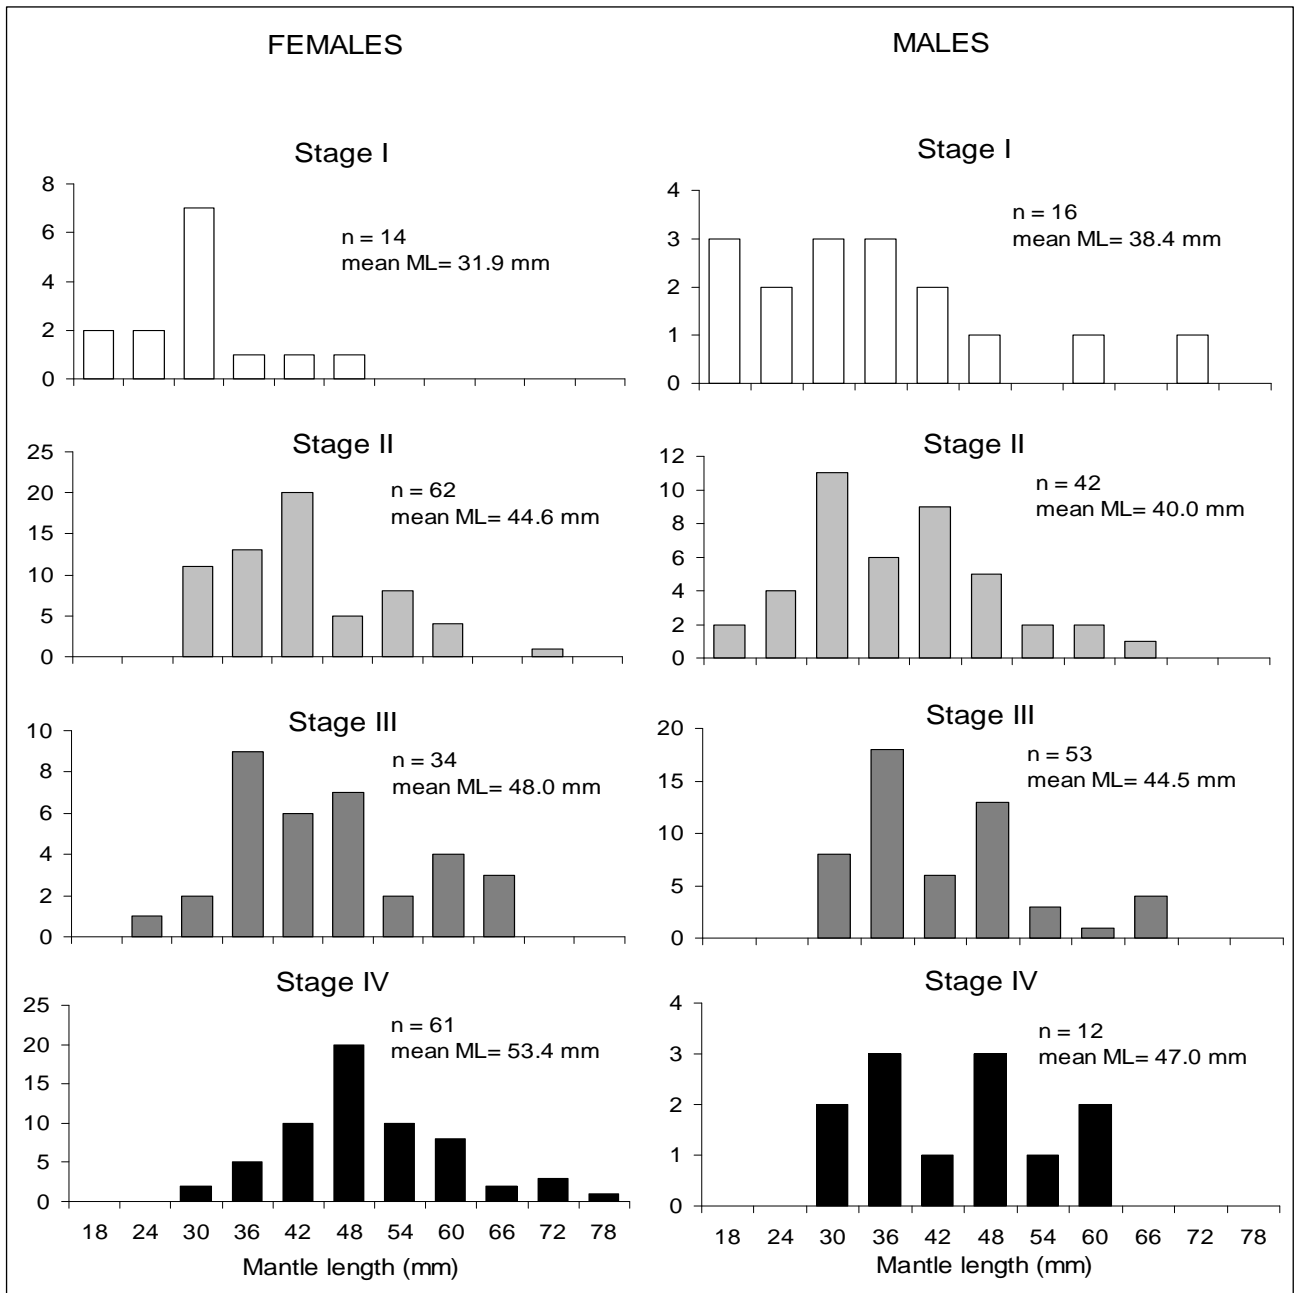 FEMALES
MALES
Stage I
8
6
4
2
0
n = 14
mean ML= 31.9 mm
Stage I
4
3
2
1
0
n = 16
mean ML= 38.4 mm
Stage II
25
20
15
10
5
0
n = 62
mean ML= 44.6 mm
Stage II
12
10
8
6
4
2
0
n = 42
mean ML= 40.0 mm
Stage III
10
8
6
4
2
0
n = 34
mean ML= 48.0 mm
Stage III
20
15
10
5
0
n = 53
mean ML= 44.5 mm
Stage IV
25
20
15
10
5
0
n = 61
mean ML= 53.4 mm
18 24 30 36 42 48 54 60 66 72 78
Mantle length (mm)
Stage IV
4
3
2
1
0
n = 12
mean ML= 47.0 mm
18 24 30 36 42 48 54 60 66 72 78
Mantle length (mm)